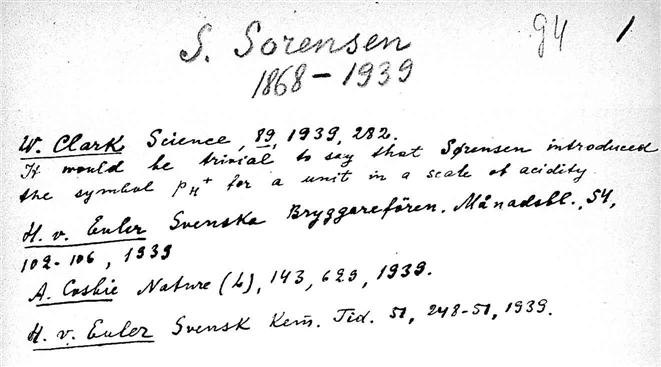 S. Sorensen 94 1
1868 – 1939
W. Clark Science, 89, 1939, 282.
It would be trivial to say that Sørensen introduced
the symbol pH+ for a unit in a scale of acidity
H. v. Euler Svenska Bryggarefören. Månadsbl., 54,
102-106, 1939
A. Coskie Nature (L), 143, 629, 1939.
H. v. Euler Svensk Kem. Tid. 51, 248-51, 1939.